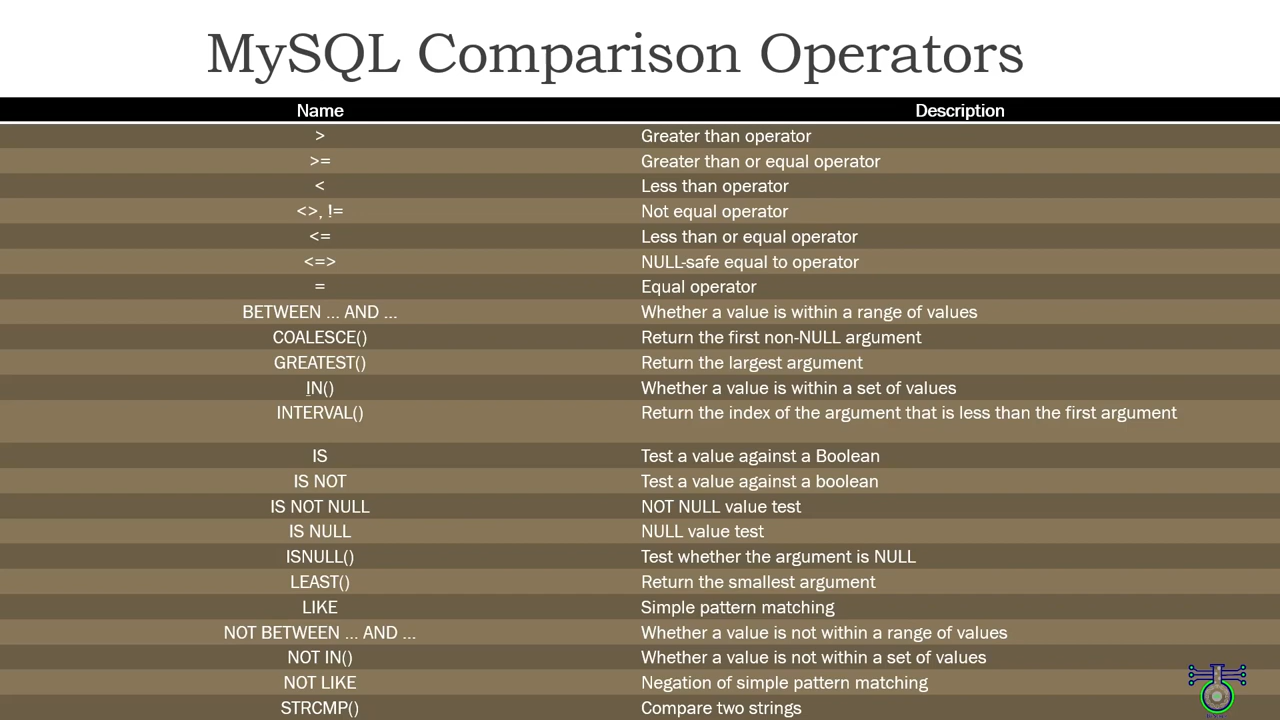 MySQL Comparison Operators
Name Description
> Greater than operator
>= Greater than or equal operator
< Less than operator
<>, != Not equal operator
<= Less than or equal operator
<=> NULL-safe equal to operator
= Equal operator
BETWEEN ... AND ... Whether a value is within a range of values
COALESCE() Return the first non-NULL argument
GREATEST() Return the largest argument
IN() Whether a value is within a set of values
INTERVAL() Return the index of the argument that is less than the first argument
IS Test a value against a Boolean
IS NOT Test a value against a boolean
IS NOT NULL NOT NULL value test
IS NULL NULL value test
ISNULL() Test whether the argument is NULL
LEAST() Return the smallest argument
LIKE Simple pattern matching
NOT BETWEEN ... AND ... Whether a value is not within a range of values
NOT IN() Whether a value is not within a set of values
NOT LIKE Negation of simple pattern matching
STRCMP() Compare two strings